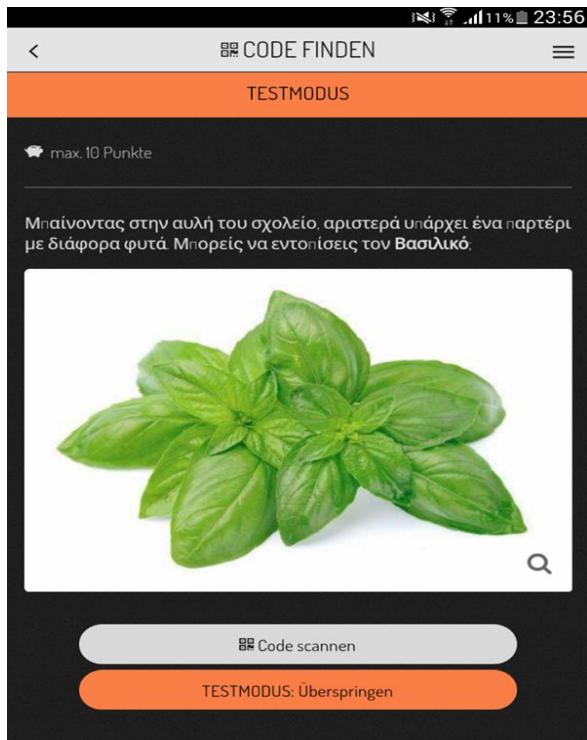 11% 23:56
CODE FINDEN
TESTMODUS
max. 10 Punkte
Μπαίνοντας στην αυλή του σχολείο, αριστερά υπάρχει ένα παρτέρι
με διάφορα φυτά. Μπορείς να εντοπίσεις τον Βασιλικό;
Code scannen
TESTMODUS: Überspringen